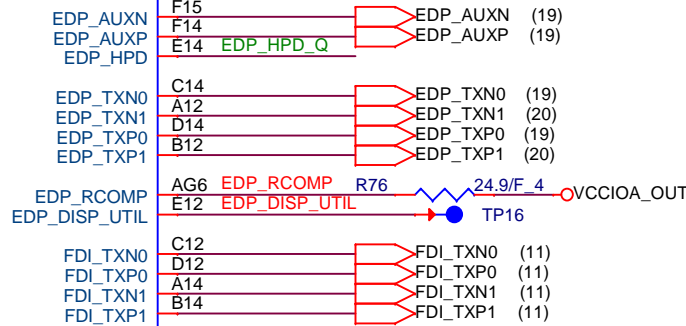 EDP_AUXN F15 EDP_AUXN (19)
EDP_AUXP F14 EDP_AUXP (19)
EDP_HPD E14 EDP_HPD_Q
EDP_TXN0 C14 EDP_TXN0 (19)
EDP_TXN1 A12 EDP_TXN1 (20)
EDP_TXP0 D14 EDP_TXP0 (19)
EDP_TXP1 B12 EDP_TXP1 (20)
EDP_RCOMP AG6 EDP_RCOMP R76 24.9/F_4 VCCIOA_OUT
EDP_DISP_UTIL E12 EDP_DISP_UTIL TP16
FDI_TXN0 C12 FDI_TXN0 (11)
FDI_TXP0 D12 FDI_TXP0 (11)
FDI_TXN1 A14 FDI_TXN1 (11)
FDI_TXP1 B14 FDI_TXP1 (11)